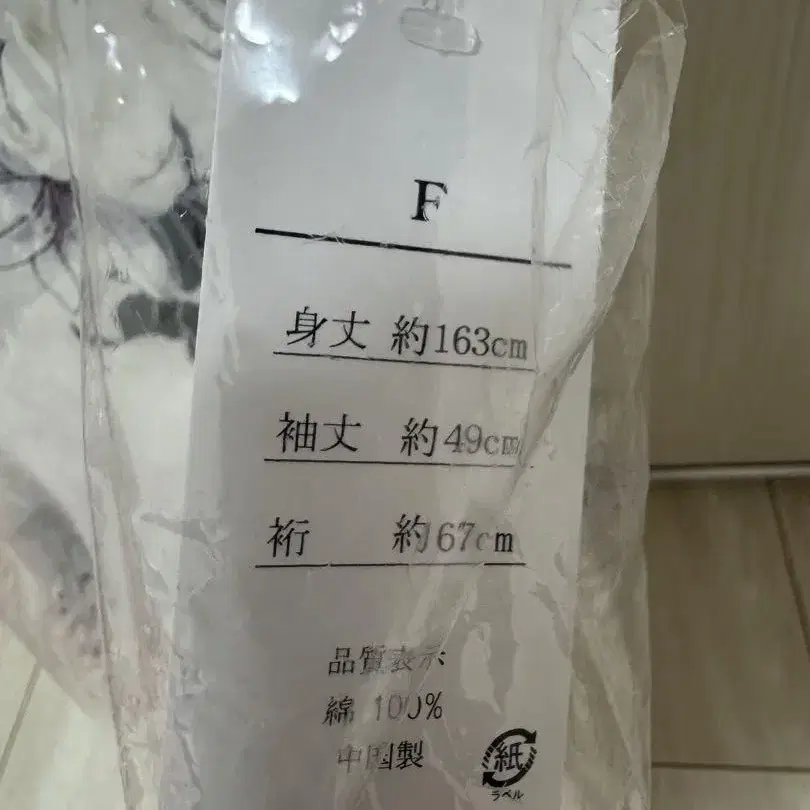 F
身丈 約163cm
袖丈 約49cm
裄 約67cm
品質表示
綿 100%
中国製
紙
ラベル